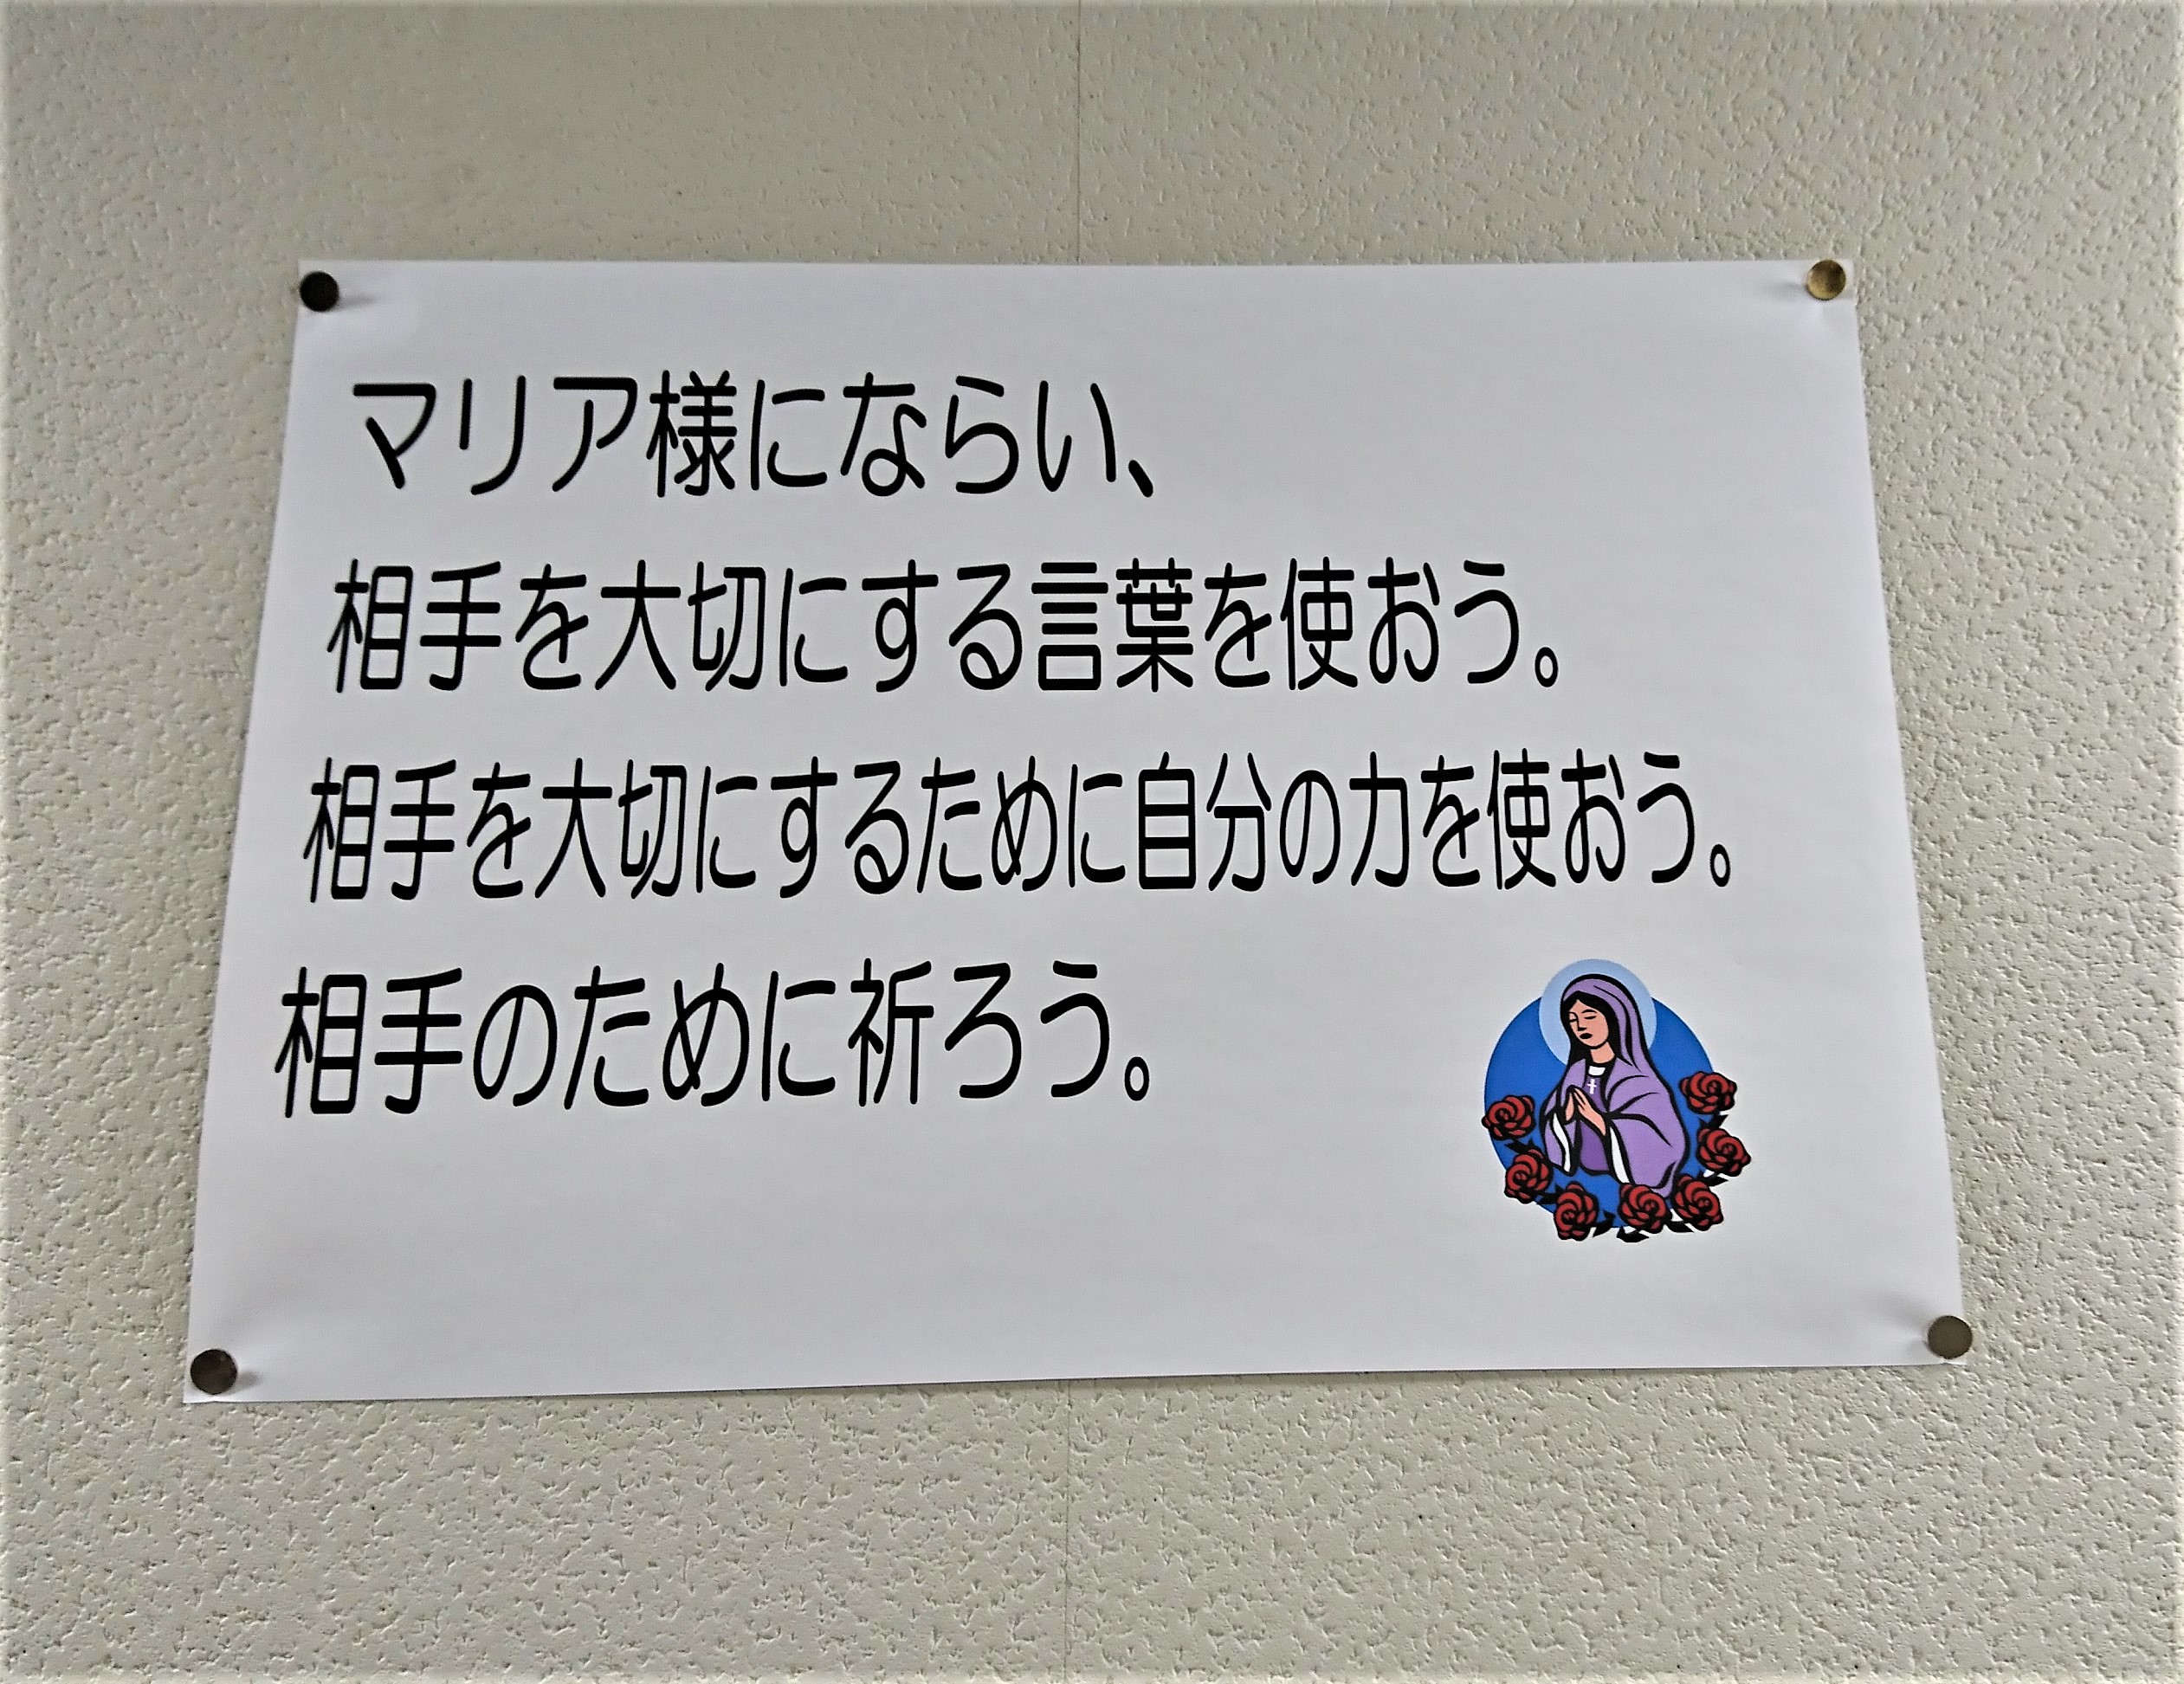 マリア様にならい、
相手を大切にする言葉を使おう。
相手を大切にするために自分の力を使おう。
相手のために祈ろう。